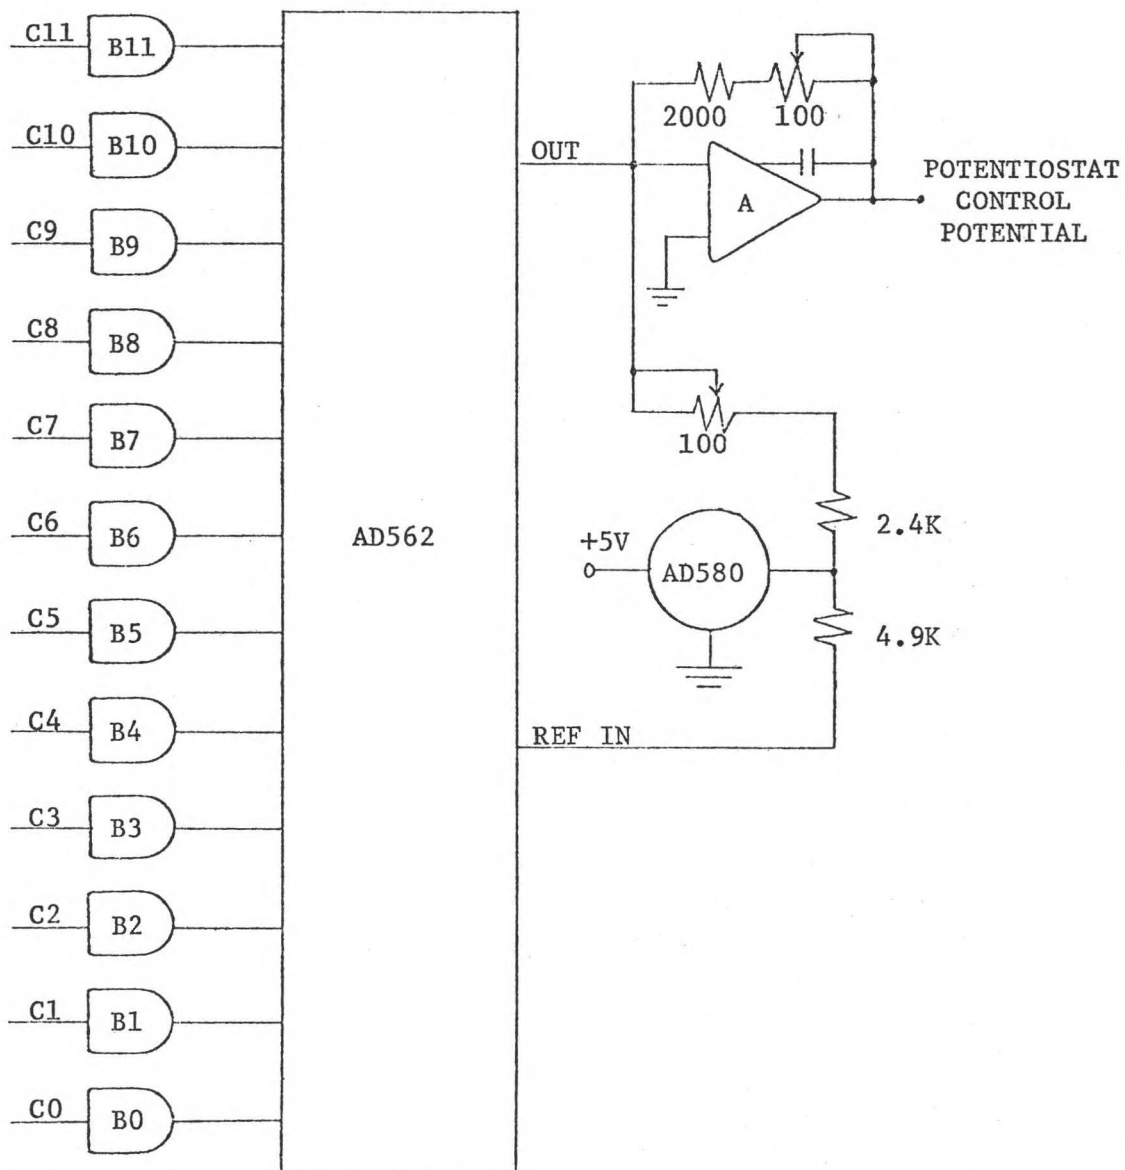 C11 B11
C10 B10
C9 B9
C8 B8
C7 B7
C6 B6
C5 B5
C4 B4
C3 B3
C2 B2
C1 B1
C0 B0
AD562
OUT
REF IN
2000 100
A
POTENTIOSTAT
CONTROL
POTENTIAL
100
2.4K
+5V
AD580
4.9K